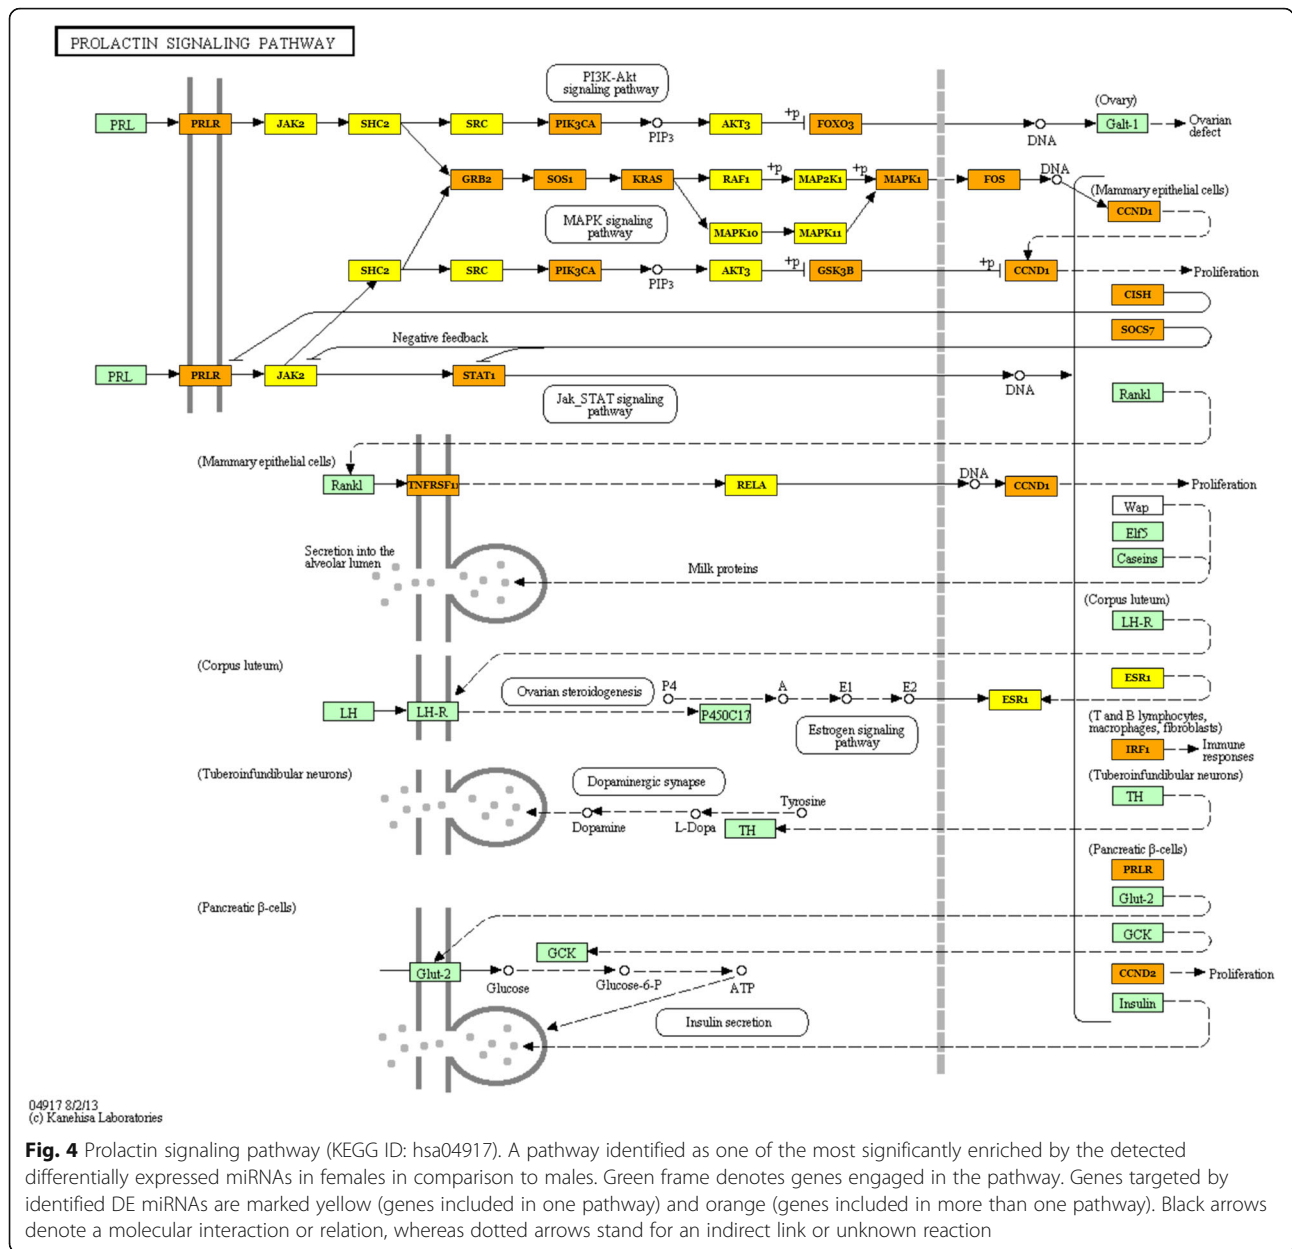 PROLACTIN SIGNALING PATHWAY
PI3K-Akt
signaling pathway
PRL
PRLR
JAK2
SHC2
SRC
PIK3CA
PIP3
AKT3
+p
FOXO3
DNA
(Ovary)
Galt-1
Ovarian
defect
GRB2
SOS1
KRAS
RAF1
+p
MAP2K1
+p
MAPK1
FOS
DNA
(Mammary epithelial cells)
CCND1
MAPK signaling
pathway
MAPK10
MAPK11
SHC2
SRC
PIK3CA
PIP3
AKT3
+p
GSK3B
+p
CCND1
Proliferation
CISH
SOCS7
Negative feedback
PRL
PRLR
JAK2
STAT1
DNA
Jak_STAT signaling
pathway
Rankl
(Mammary epithelial cells)
Rankl
TNFRSF11
RELA
DNA
CCND1
Proliferation
Wap
Elf5
Caseins
Secretion into the
alveolar lumen
Milk proteins
(Corpus luteum)
LH-R
(Corpus luteum)
Ovarian steroidogenesis
P4
A
E1
E2
ESR1
ESR1
LH
LH-R
P450C17
Estrogen signaling
pathway
(T and B lymphocytes,
macrophages, fibroblasts)
IRF1
Immune
responses
(Tuberoinfundibular neurons)
(Tuberoinfundibular neurons)
TH
Dopaminergic synapse
Dopamine
L-Dopa
Tyrosine
TH
(Pancreatic β-cells)
PRLR
Glut-2
(Pancreatic β-cells)
GCK
GCK
Glut-2
Glucose
Glucose-6-P
ATP
CCND2
Proliferation
Insulin
Insulin secretion
04917 8/2/13
(c) Kanehisa Laboratories
Fig. 4 Prolactin signaling pathway (KEGG ID: hsa04917). A pathway identified as one of the most significantly enriched by the detected
differentially expressed miRNAs in females in comparison to males. Green frame denotes genes engaged in the pathway. Genes targeted by
identified DE miRNAs are marked yellow (genes included in one pathway) and orange (genes included in more than one pathway). Black arrows
denote a molecular interaction or relation, whereas dotted arrows stand for an indirect link or unknown reaction